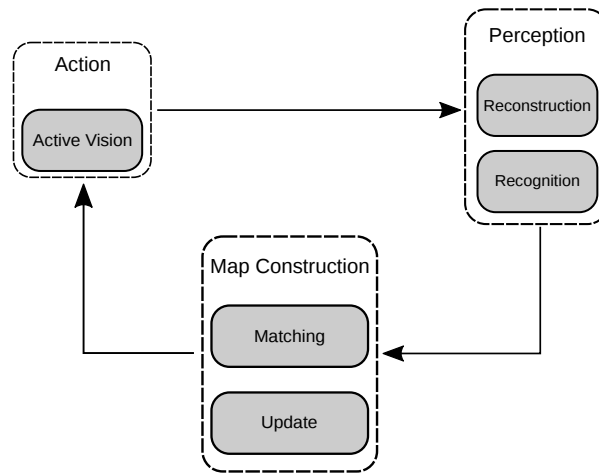 Action
Active Vision
Perception
Reconstruction
Recognition
Map Construction
Matching
Update